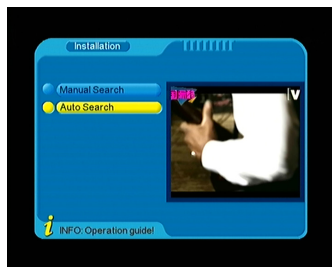 Installation
Manual Search
Auto Search
V
INFO: Operation guide!